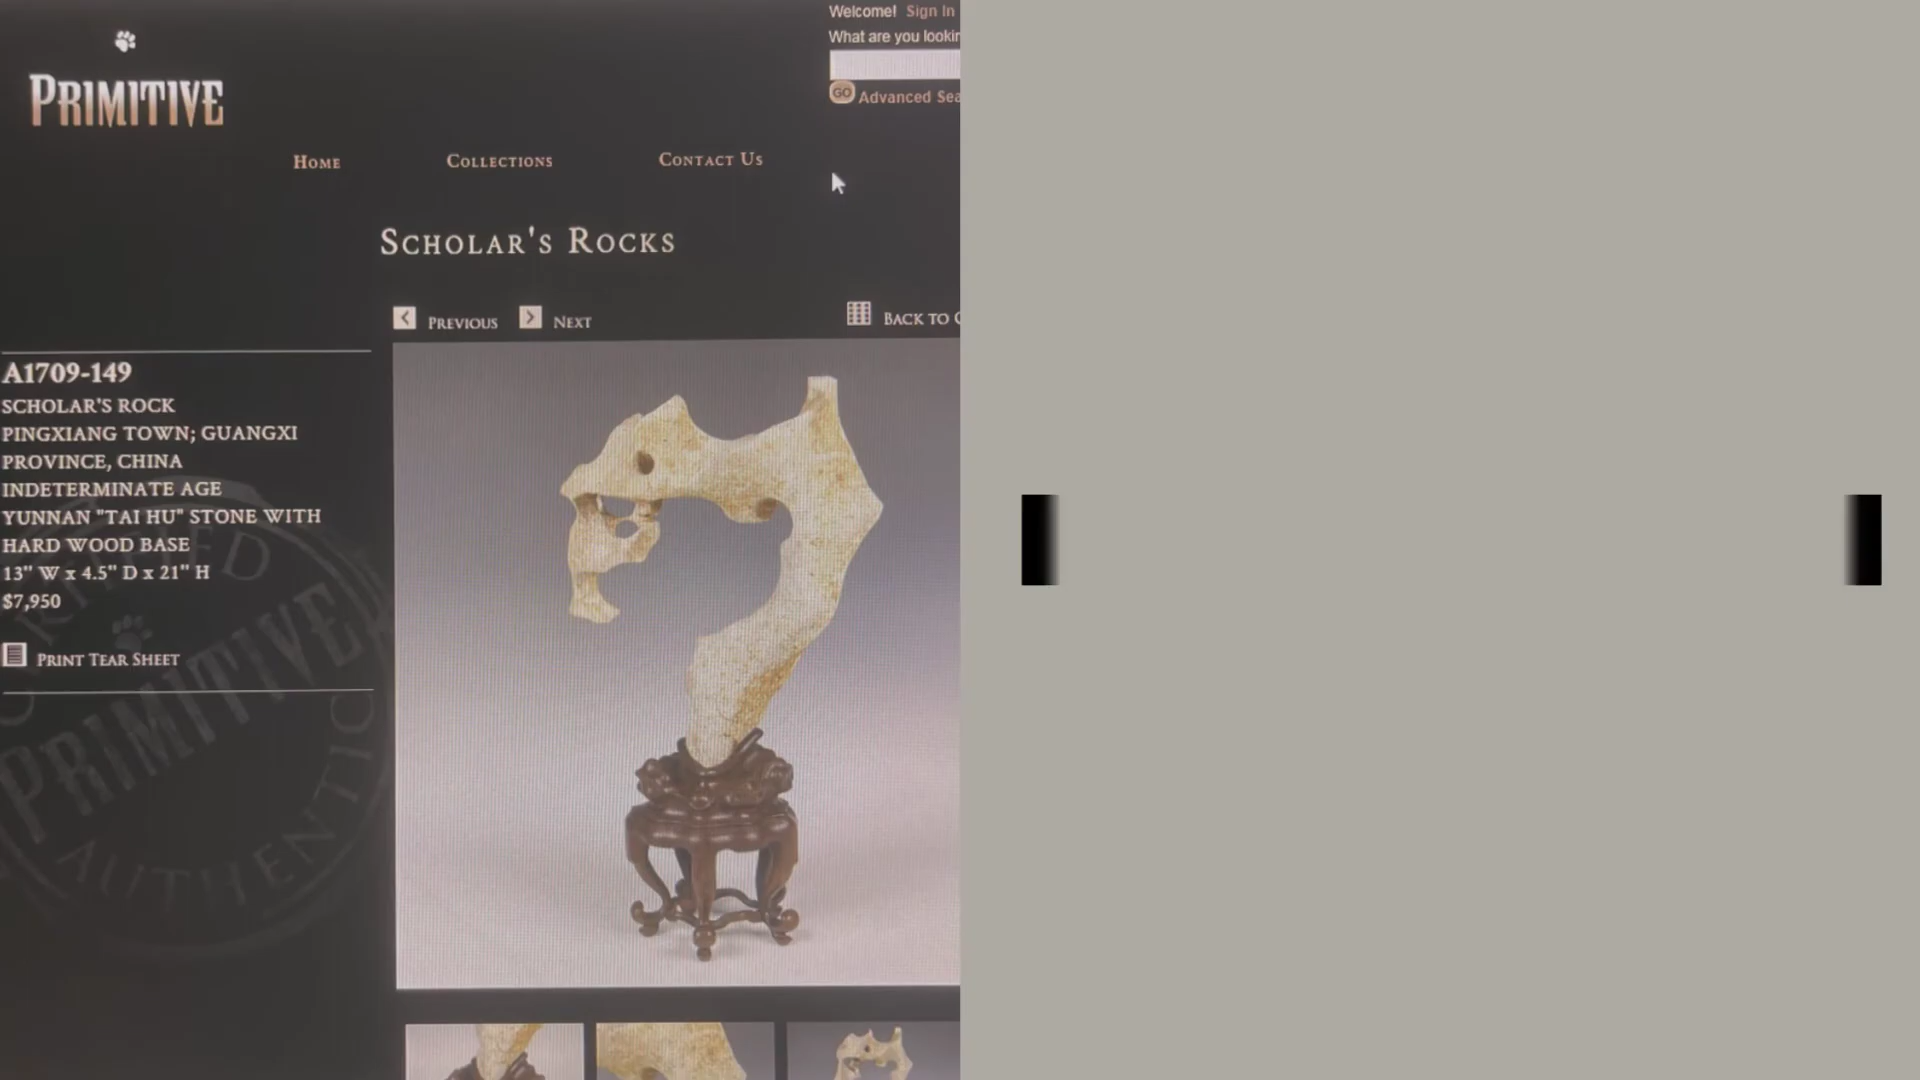 Welcome! Sign In
What are you lookin
PRIMITIVE
GO Advanced Sea
HOME COLLECTIONS CONTACT US
SCHOLAR'S ROCKS
PREVIOUS NEXT BACK TO C
A1709-149
SCHOLAR'S ROCK
PINGXIANG TOWN; GUANGXI
PROVINCE, CHINA
INDETERMINATE AGE
YUNNAN "TAI HU" STONE WITH
HARD WOOD BASE
13" W x 4.5" D x 21" H
$7,950
PRINT TEAR SHEET
PRIMITIVE